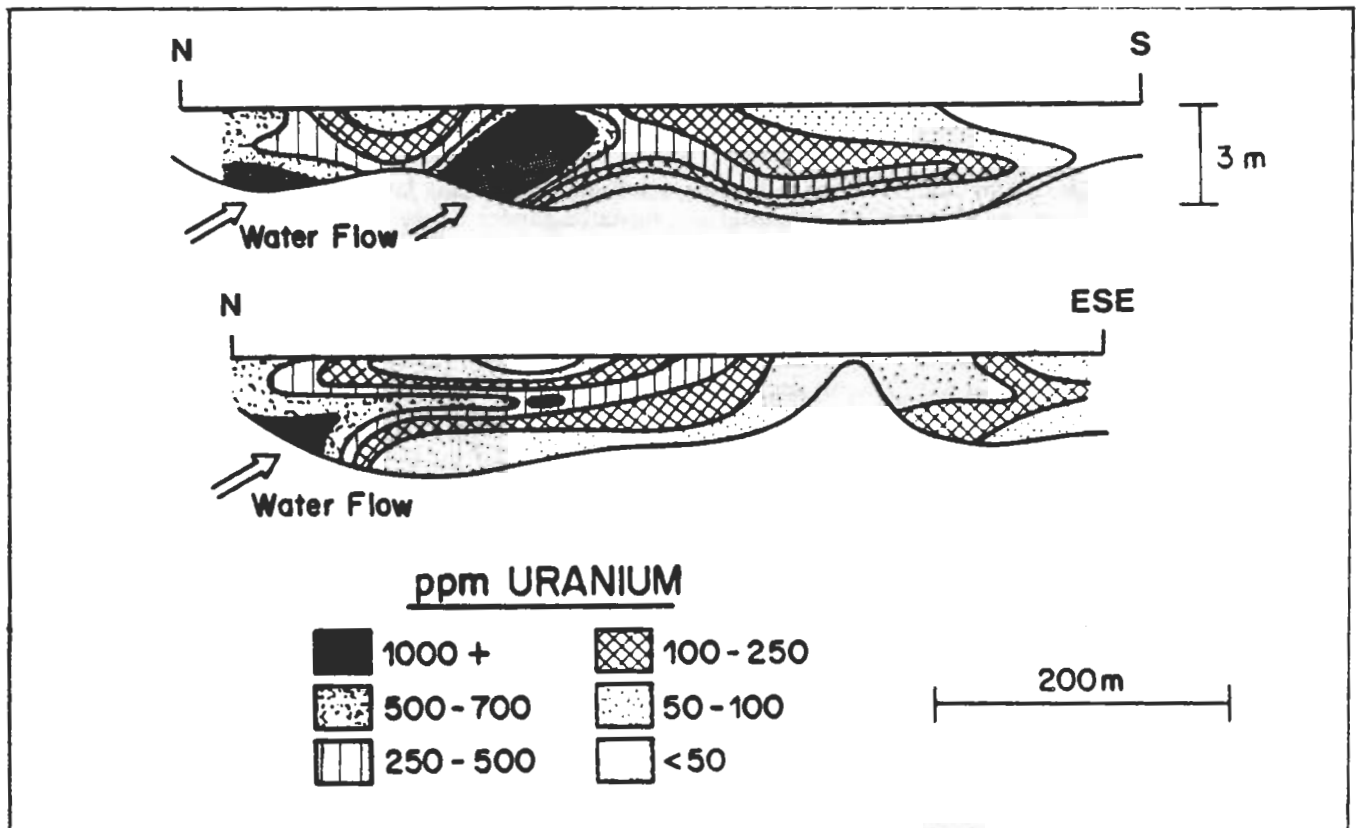 N S
3 m
Water Flow
N ESE
Water Flow
ppm URANIUM
1000 + 100-250
500-700 50-100
250-500 <50
200m